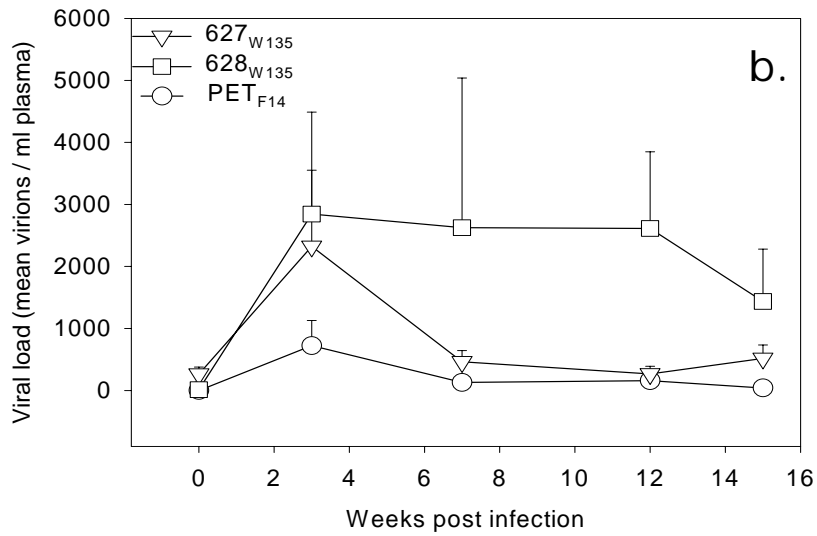 627W135
628W135
PETF14
b.
Viral load (mean virions / ml plasma)
6000
5000
4000
3000
2000
1000
0
0 2 4 6 8 10 12 14 16
Weeks post infection